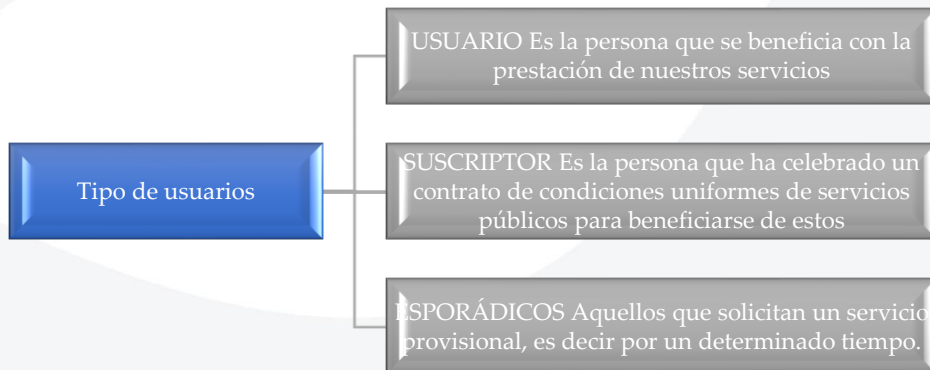 Tipo de usuarios
USUARIO Es la persona que se beneficia con la
prestación de nuestros servicios
SUSCRIPTOR Es la persona que ha celebrado un
contrato de condiciones uniformes de servicios
públicos para beneficiarse de estos
ESPORÁDICOS Aquellos que solicitan un servicio
provisional, es decir por un determinado tiempo.